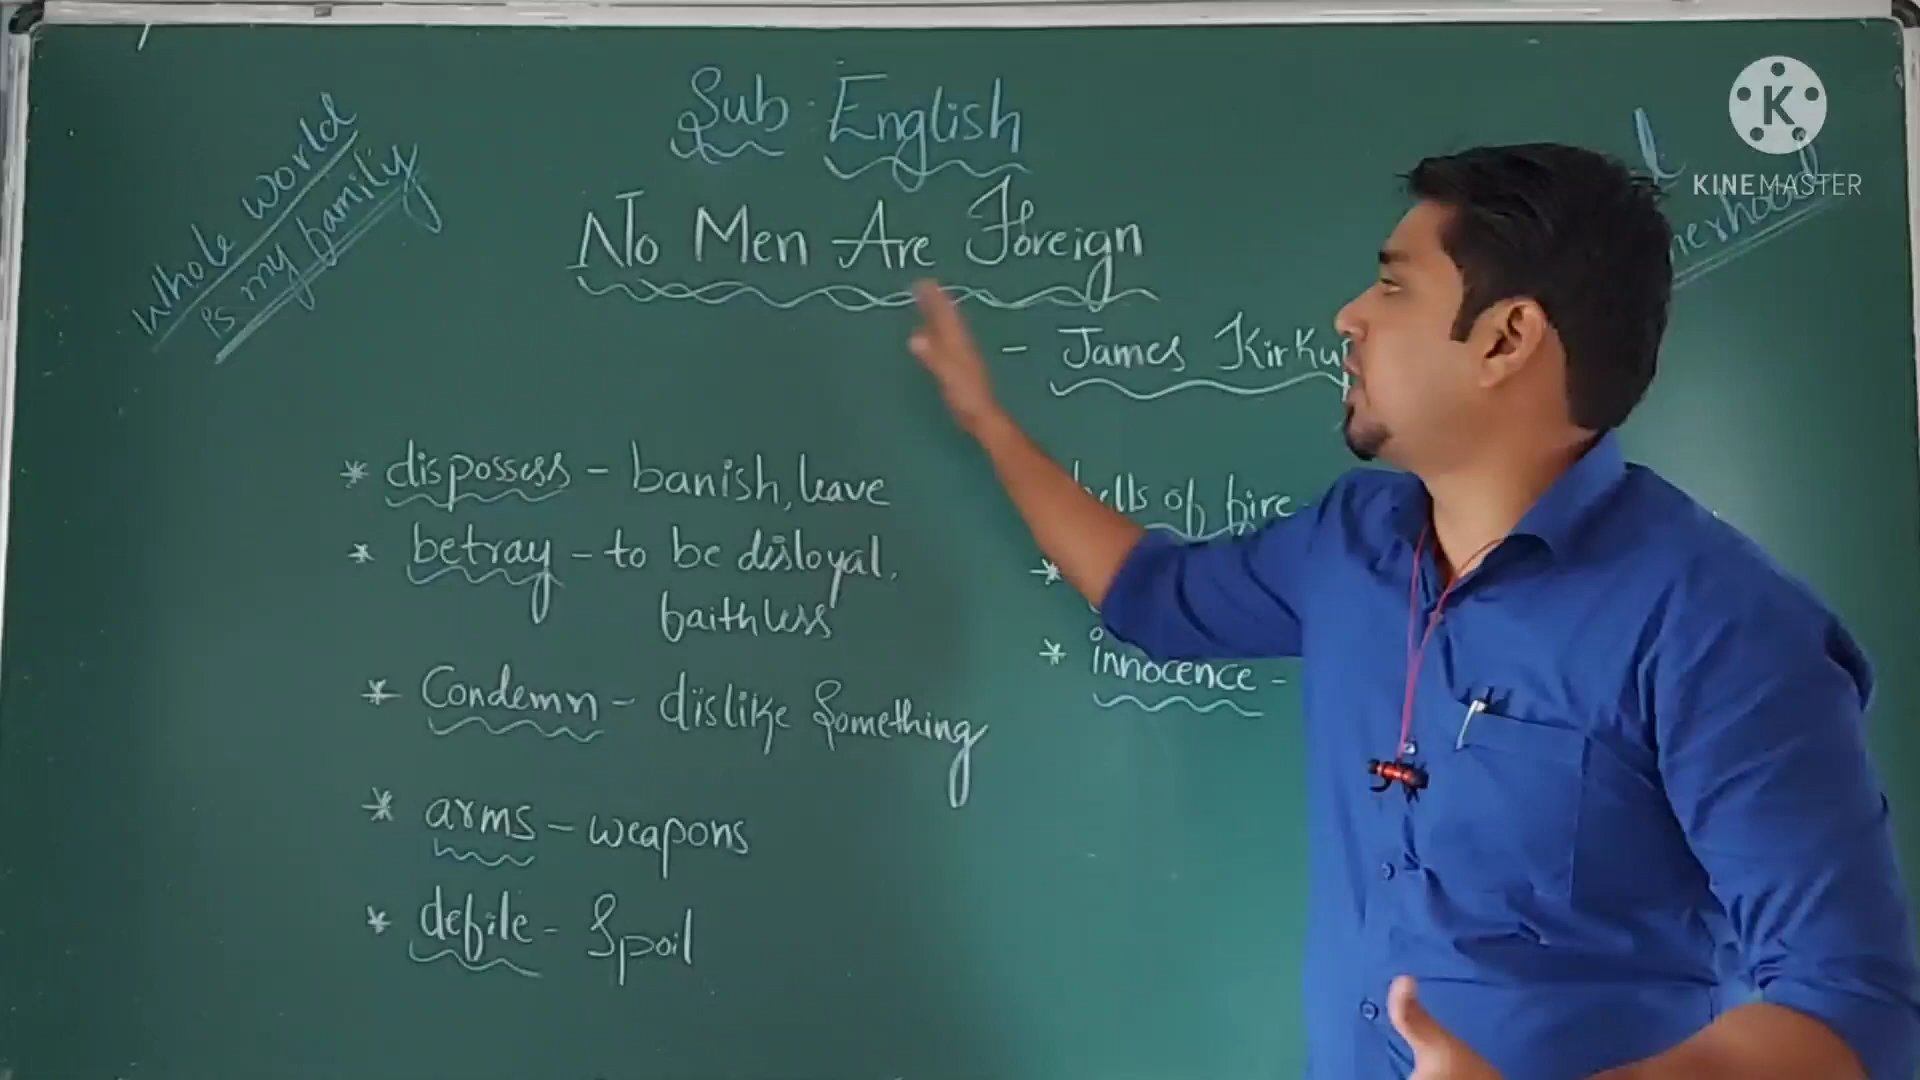 Sub. English
Whole world
is my family
No Men Are Foreign
- James Kirkup
* dispossess - banish, leave
* betray - to be disloyal,
faithless
* Condemn - dislike something
* arms - weapons
* defile - spoil
hells of fire -
*
* innocence -
KINEMASTER